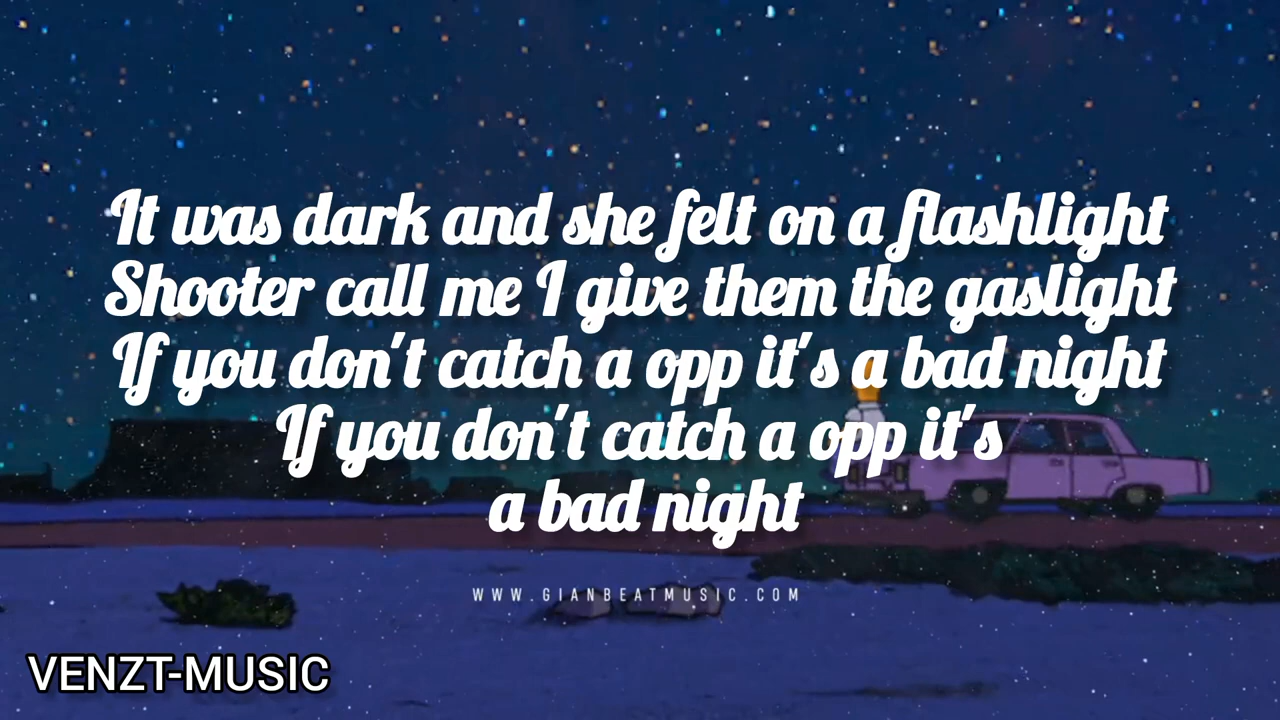 It was dark and she felt on a flashlight
Shooter call me I give them the gaslight
If you don't catch a opp it's a bad night
If you don't catch a opp it's
a bad night
WWW.GIANBEATMUSIC.COM
VENZT-MUSIC